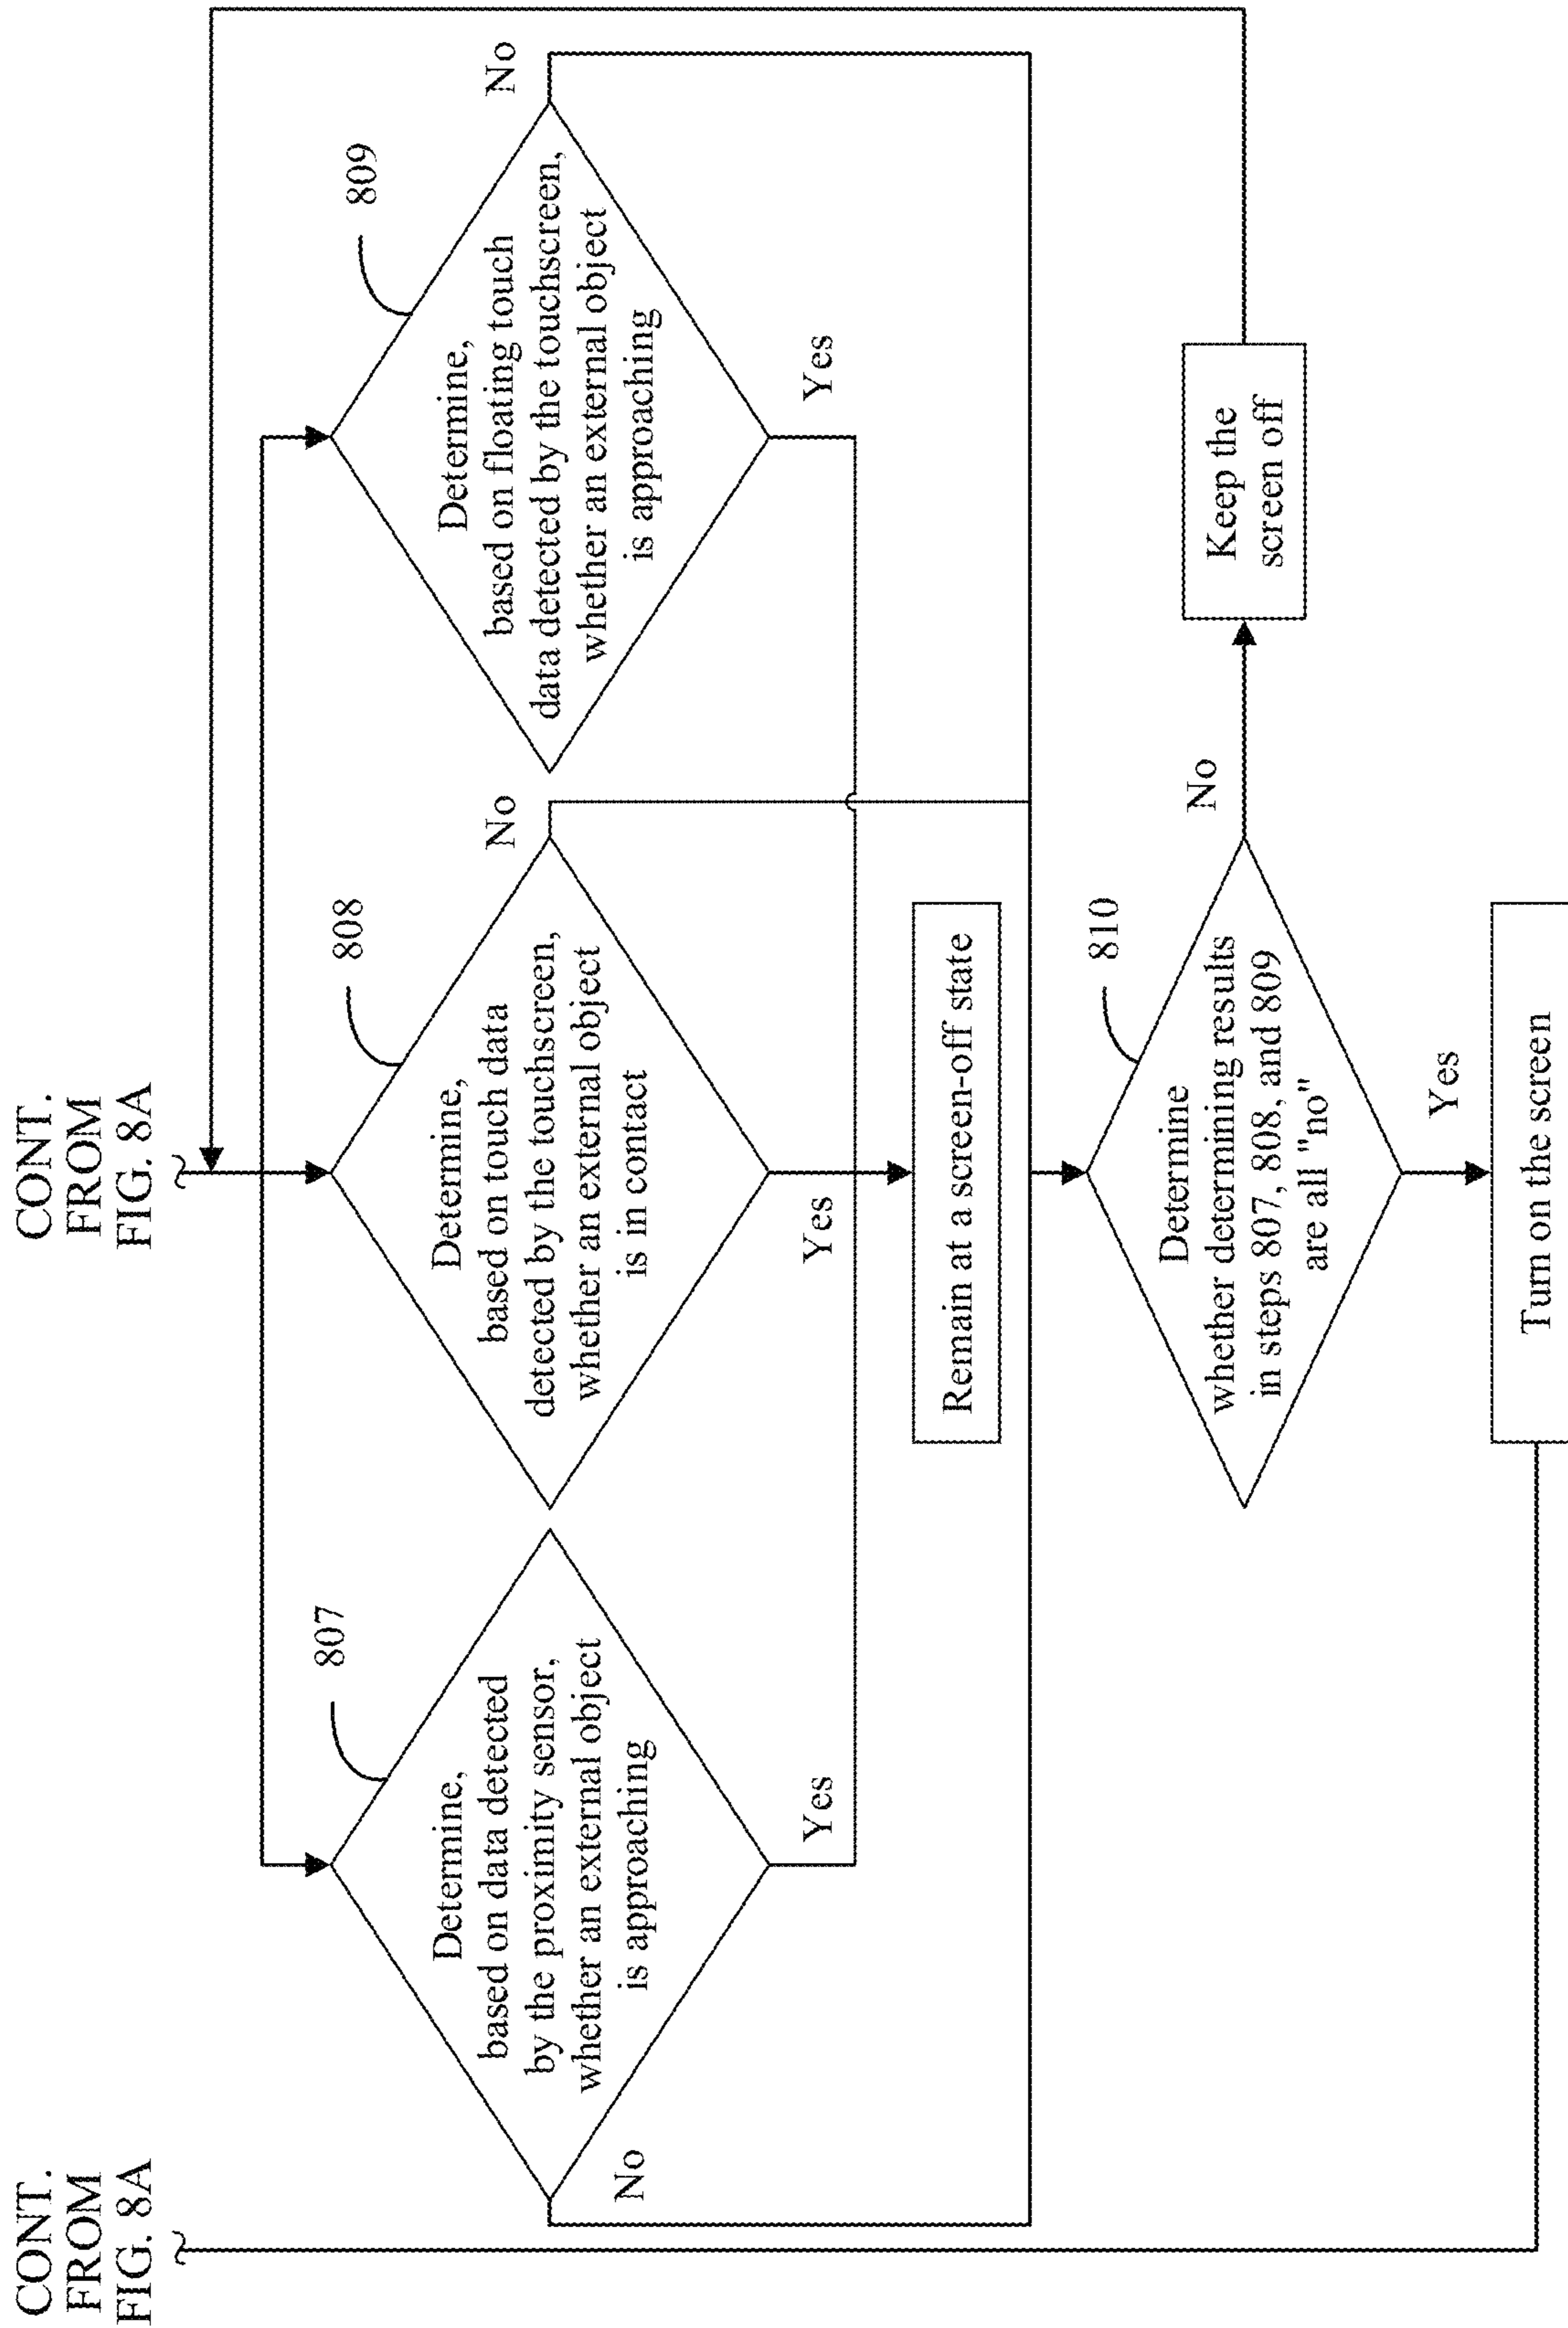 CONT.
FROM
FIG. 8A
CONT.
FROM
FIG. 8A
807
Determine,
based on data detected
by the proximity sensor,
whether an external object
is approaching
No
Yes
808
Determine,
based on touch data
detected by the touchscreen,
whether an external object
is in contact
No
Yes
809
Determine,
based on floating touch
data detected by the touchscreen,
whether an external object
is approaching
No
Yes
Remain at a screen-off state
810
Determine
whether determining results
in steps 807, 808, and 809
are all "no"
No
Keep the
screen off
Yes
Turn on the screen